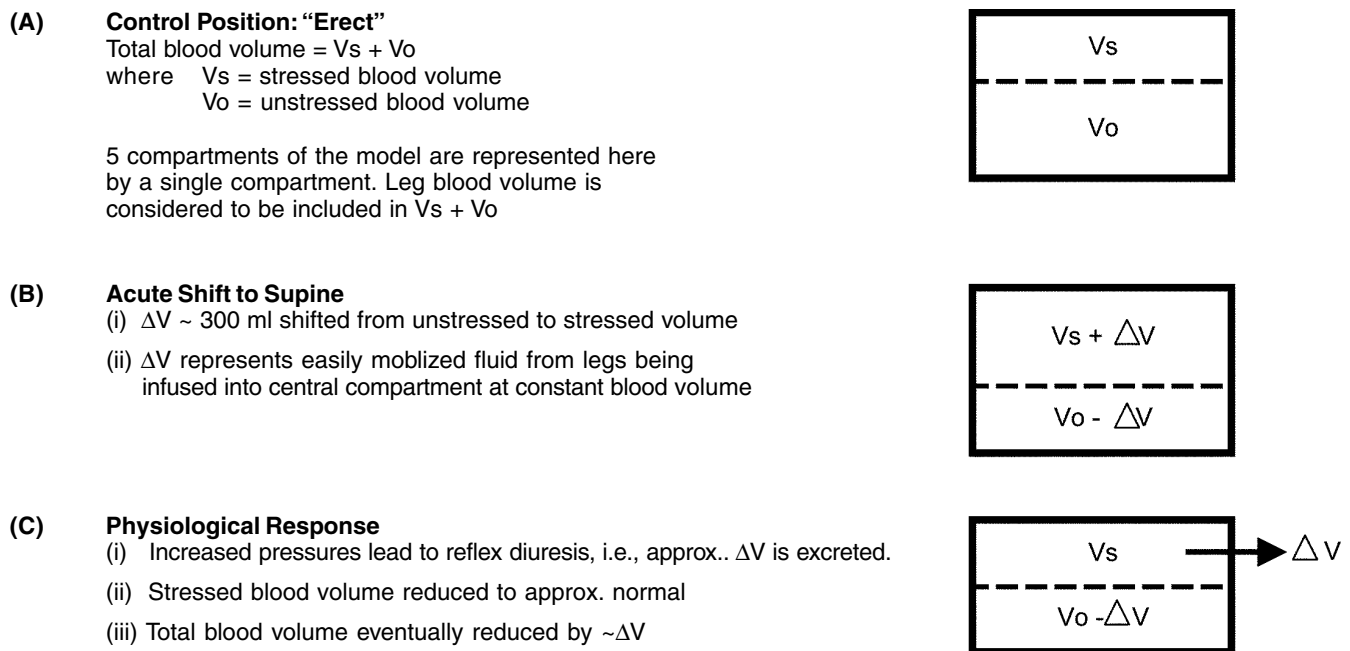 (A) Control Position: “Erect”
Total blood volume = Vs + Vo
where Vs = stressed blood volume
Vo = unstressed blood volume
5 compartments of the model are represented here
by a single compartment. Leg blood volume is
considered to be included in Vs + Vo
Vs
Vo
(B) Acute Shift to Supine
(i) ΔV ~ 300 ml shifted from unstressed to stressed volume
(ii) ΔV represents easily moblized fluid from legs being
infused into central compartment at constant blood volume
Vs + ΔV
Vo - ΔV
(C) Physiological Response
(i) Increased pressures lead to reflex diuresis, i.e., approx.. ΔV is excreted.
(ii) Stressed blood volume reduced to approx. normal
(iii) Total blood volume eventually reduced by ~ΔV
Vs
ΔV
Vo -ΔV